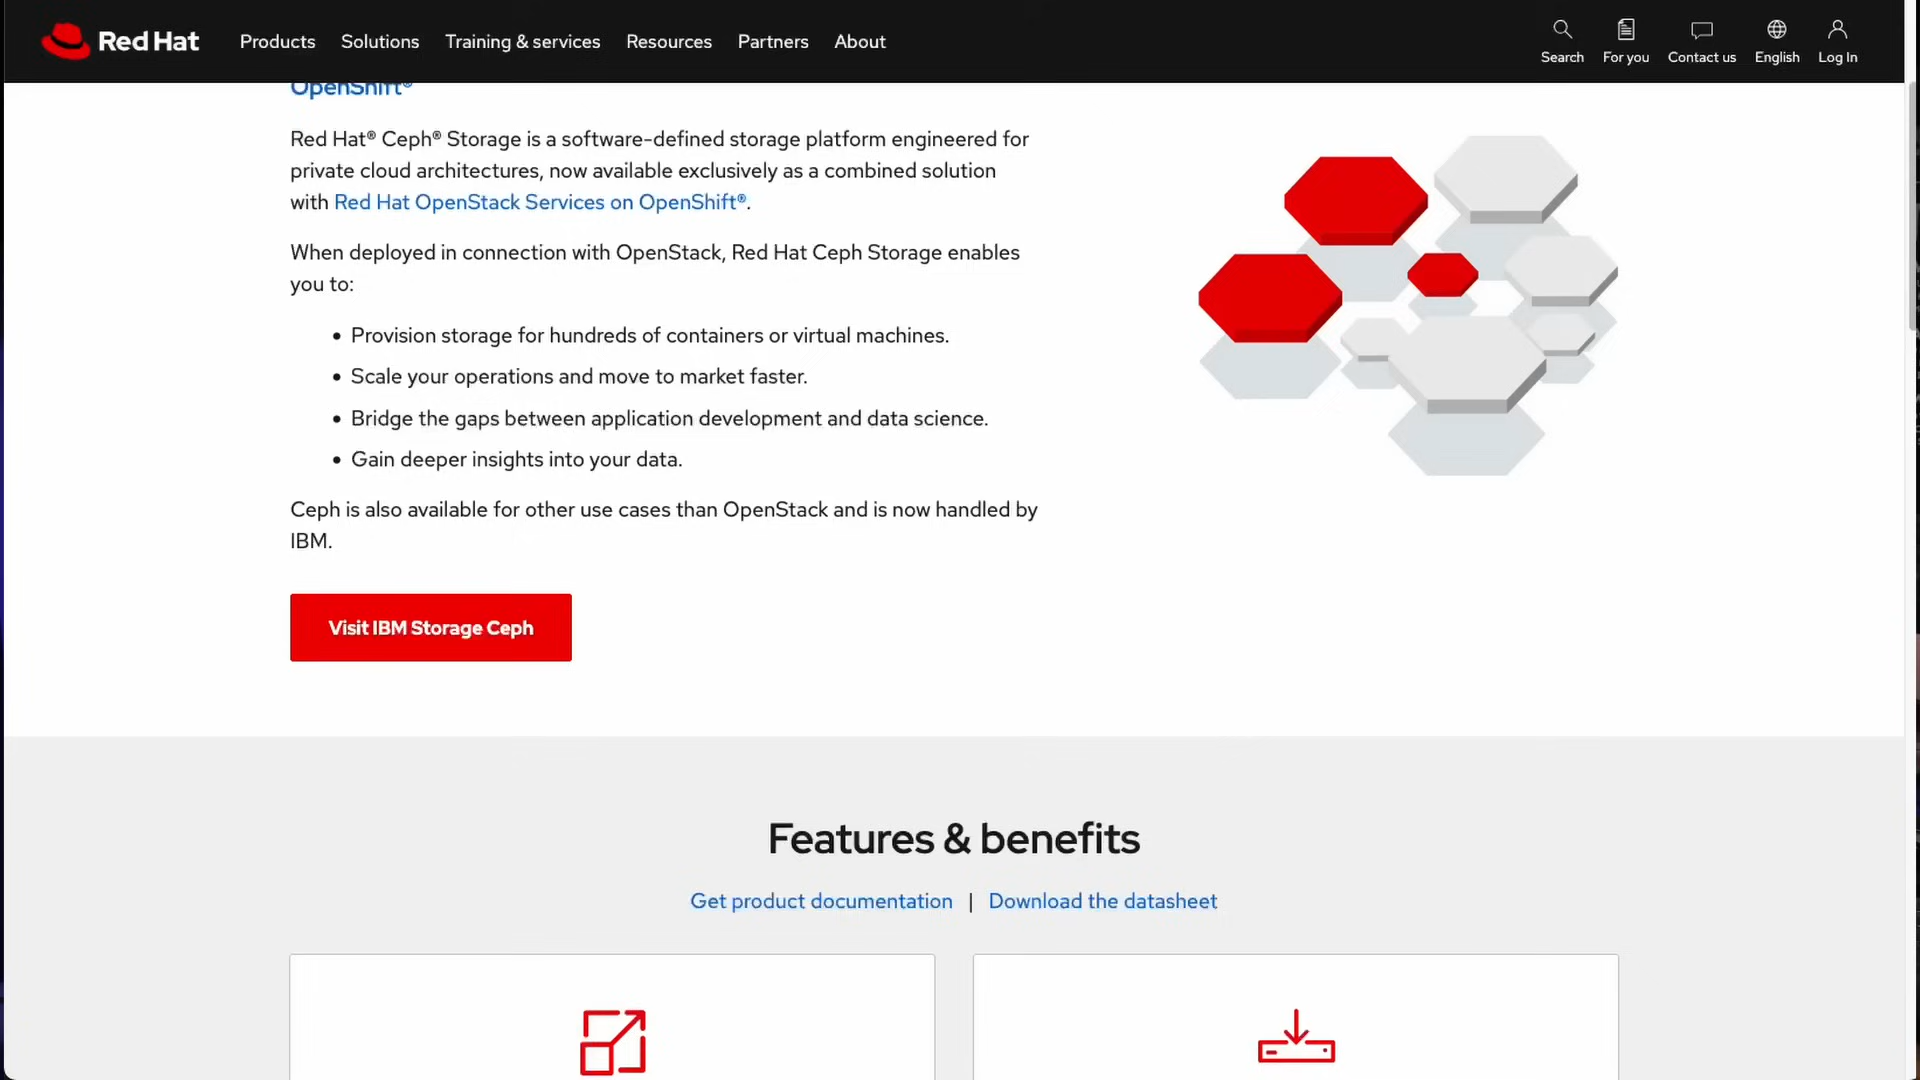 Red Hat
Products
Solutions
Training & services
Resources
Partners
About
Search
For you
Contact us
English
Log In
OpenShift®
Red Hat® Ceph® Storage is a software-defined storage platform engineered for
private cloud architectures, now available exclusively as a combined solution
with Red Hat OpenStack Services on OpenShift®.
When deployed in connection with OpenStack, Red Hat Ceph Storage enables
you to:
• Provision storage for hundreds of containers or virtual machines.
• Scale your operations and move to market faster.
• Bridge the gaps between application development and data science.
• Gain deeper insights into your data.
Ceph is also available for other use cases than OpenStack and is now handled by
IBM.
Visit IBM Storage Ceph
Features & benefits
Get product documentation | Download the datasheet